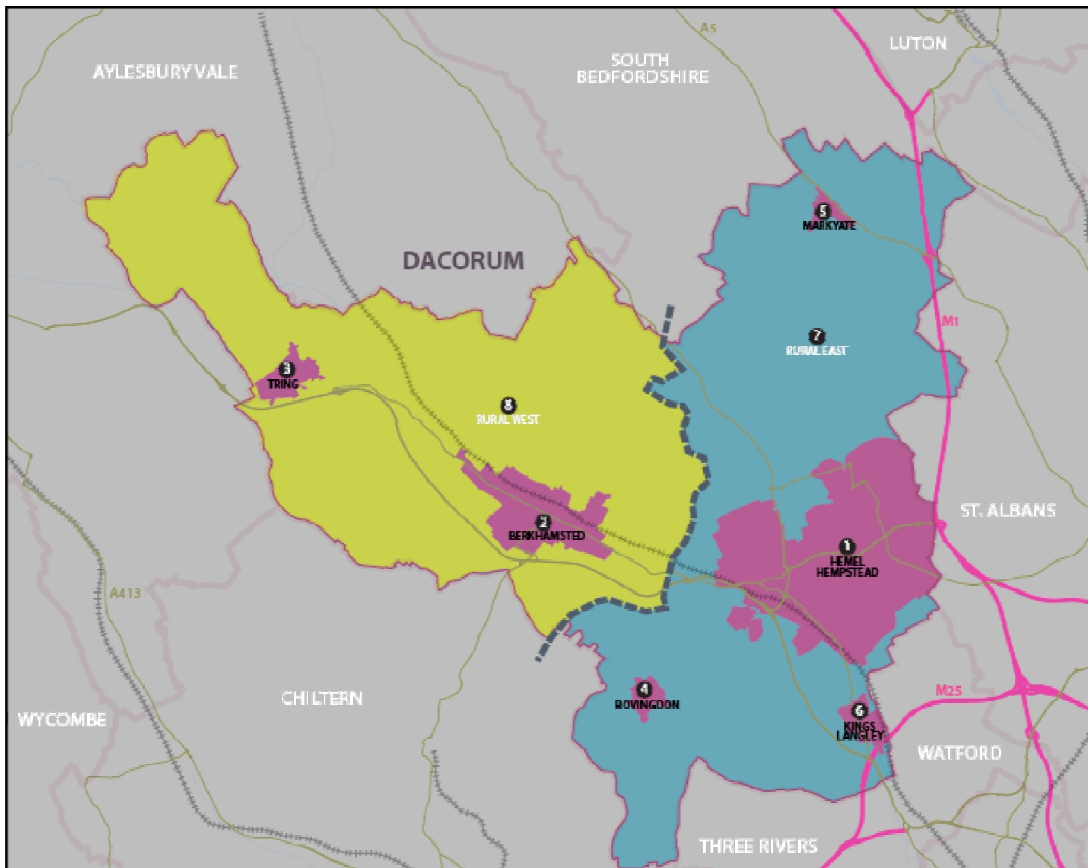 A5
LUTON
AYLESBURY VALE
SOUTH
BEDFORDSHIRE
5
MARKYATE
DACORUM
M1
7
RURAL EAST
3
TRING
8
RURAL WEST
2
BERKHAMSTED
ST. ALBANS
1
HEMEL
HEMPSTEAD
A413
4
BOVINGDON
M25
CHILTERN
6
KINGS
LANGLEY
WYCOMBE
WATFORD
THREE RIVERS